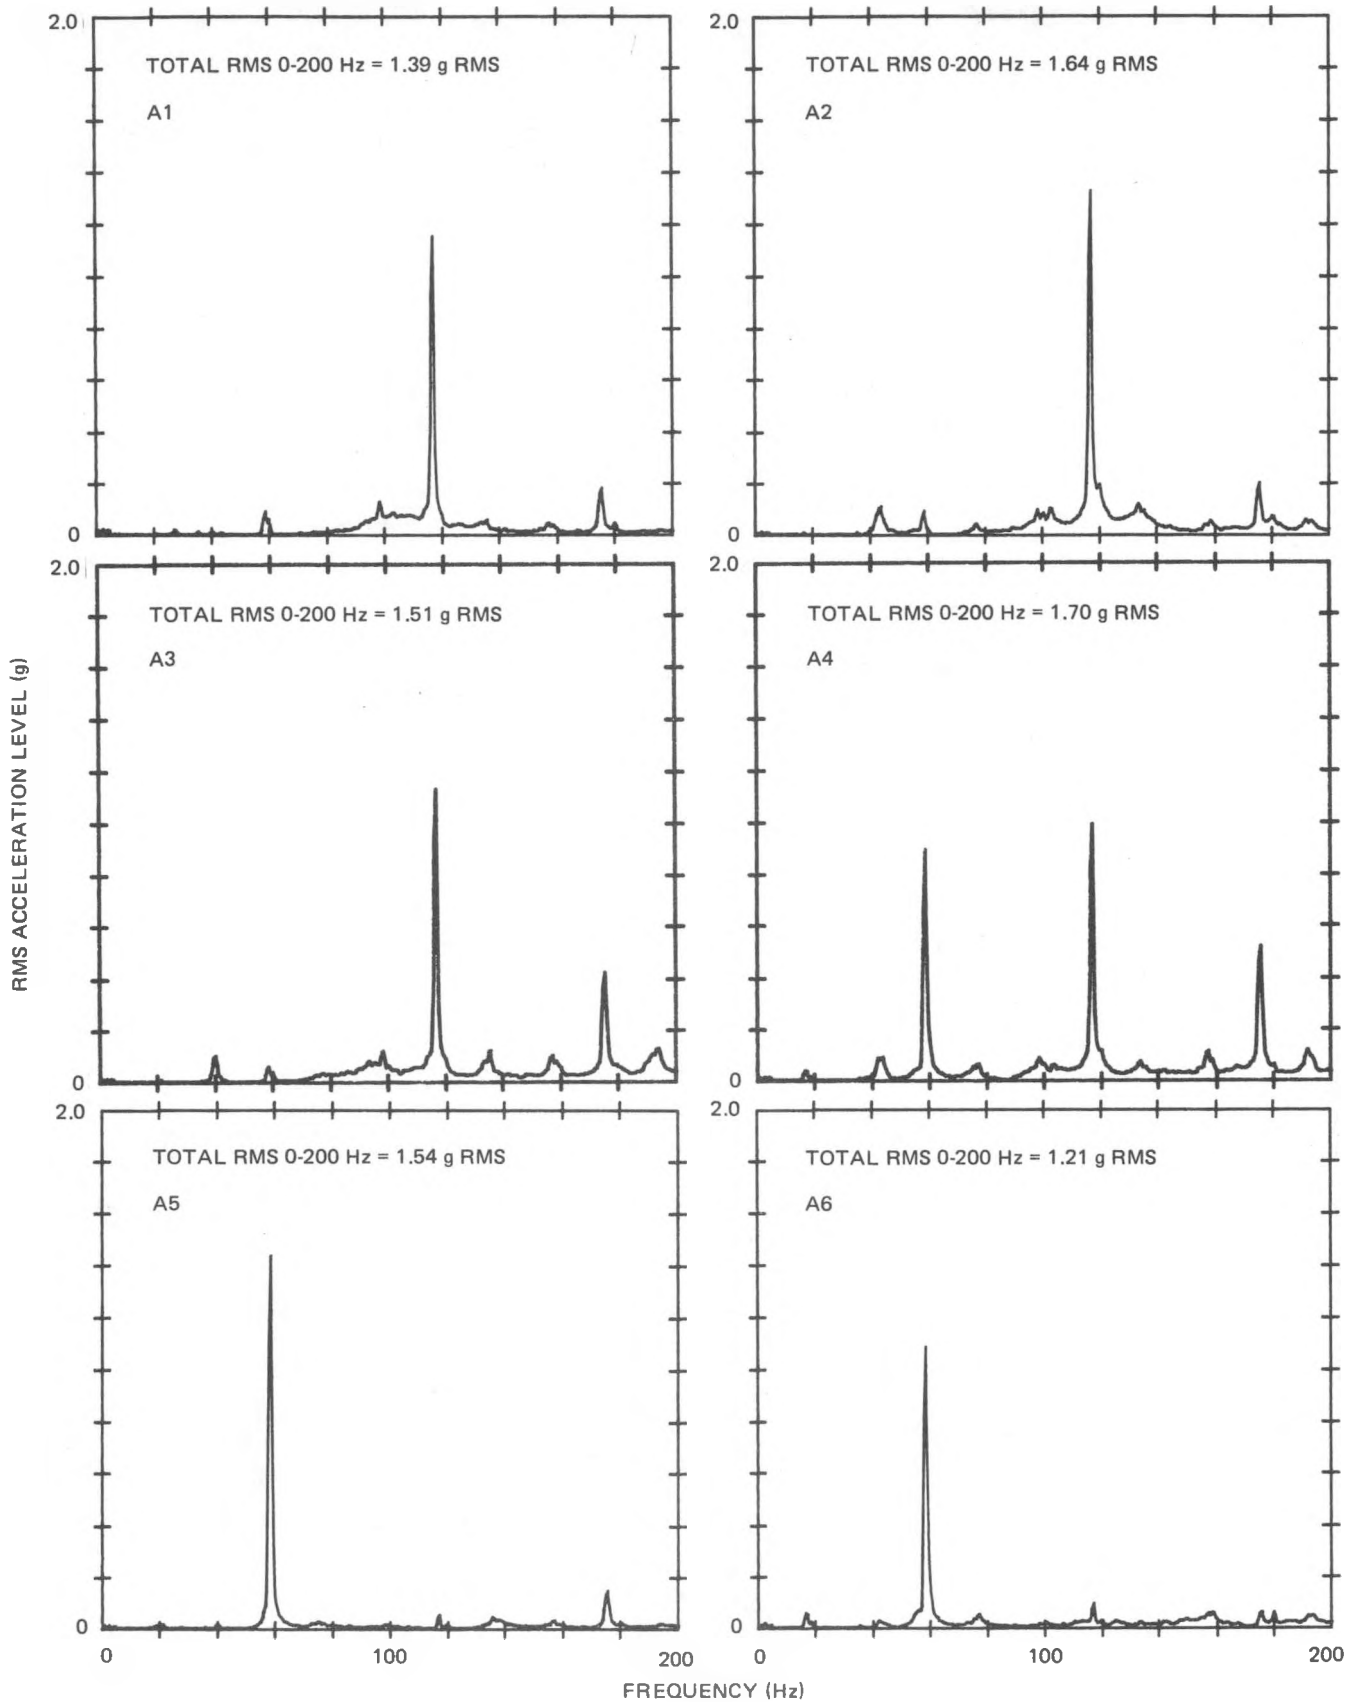 2.0
TOTAL RMS 0-200 Hz = 1.39 g RMS
A1
0
2.0
TOTAL RMS 0-200 Hz = 1.64 g RMS
A2
0
2.0
TOTAL RMS 0-200 Hz = 1.51 g RMS
A3
0
2.0
TOTAL RMS 0-200 Hz = 1.70 g RMS
A4
0
2.0
TOTAL RMS 0-200 Hz = 1.54 g RMS
A5
0
0 100 200
2.0
TOTAL RMS 0-200 Hz = 1.21 g RMS
A6
0
0 100 200
RMS ACCELERATION LEVEL (g)
FREQUENCY (Hz)